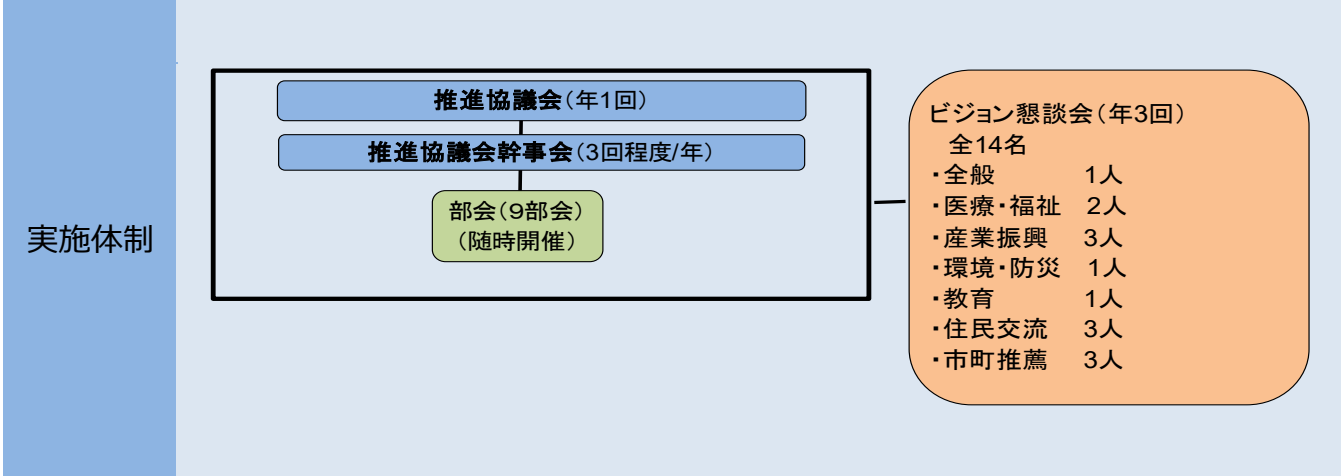 実施体制
推進協議会（年1回）
推進協議会幹事会（3回程度/年）
部会（9部会）
（随時開催）
ビジョン懇談会（年3回）
全14名
・全般 1人
・医療・福祉 2人
・産業振興 3人
・環境・防災 1人
・教育 1人
・住民交流 3人
・市町推薦 3人